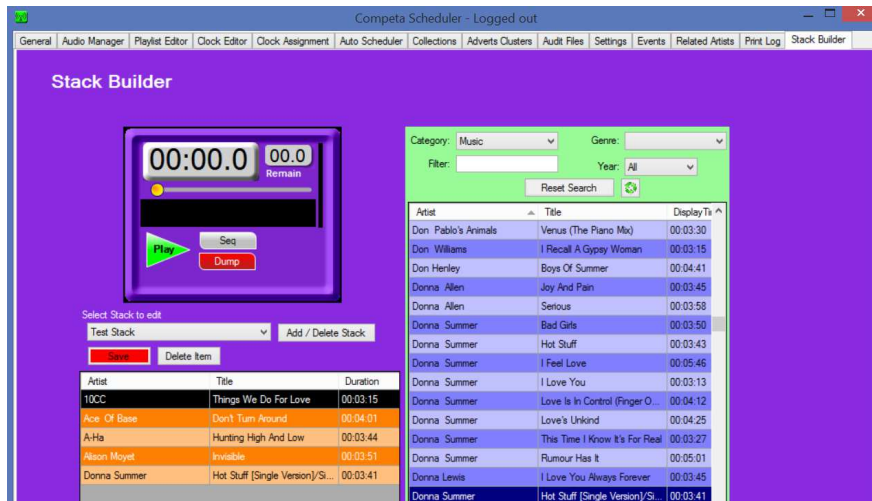 Competa Scheduler - Logged out
General Audio Manager Playlist Editor Clock Editor Clock Assignment Auto Scheduler Collections Adverts Clusters Audit Files Settings Events Related Artists Print Log Stack Builder
Stack Builder
00:00.0 00.0
Remain
Play
Seq
Dump
Select Stack to edit
Test Stack Add / Delete Stack
Save Delete Item
Artist Title Duration
10CC Things We Do For Love 00:03:15
Ace Of Base Don't Turn Around 00:04:01
A-Ha Hunting High And Low 00:03:44
Alison Moyet Invisible 00:03:51
Donna Summer Hot Stuff [Single Version]/Si... 00:03:41
Category: Music Genre:
Filter: Year: All
Reset Search
Artist Title DisplayTi
Don Pablo's Animals Venus (The Piano Mix) 00:03:30
Don Williams I Recall A Gypsy Woman 00:03:15
Don Henley Boys Of Summer 00:04:41
Donna Allen Joy And Pain 00:03:45
Donna Allen Serious 00:03:58
Donna Summer Bad Girls 00:03:50
Donna Summer Hot Stuff 00:03:43
Donna Summer I Feel Love 00:05:46
Donna Summer I Love You 00:03:13
Donna Summer Love Is In Control (Finger O... 00:04:12
Donna Summer Love's Unkind 00:04:25
Donna Summer This Time I Know It's For Real 00:03:27
Donna Summer Rumour Has It 00:05:01
Donna Lewis I Love You Always Forever 00:03:45
Donna Summer Hot Stuff [Single Version]/Si... 00:03:41